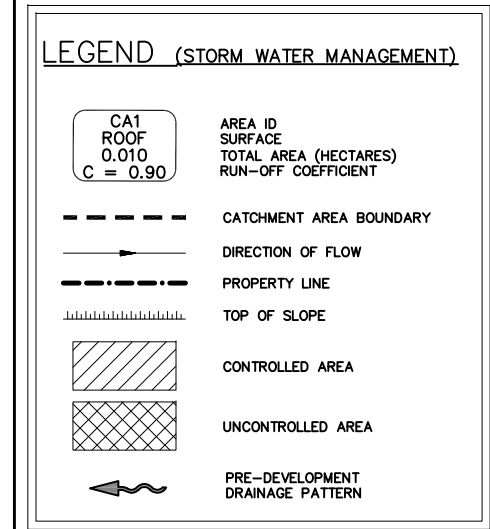 LEGEND (STORM WATER MANAGEMENT)
CA1
ROOF
0.010
C = 0.90
AREA ID
SURFACE
TOTAL AREA (HECTARES)
RUN-OFF COEFFICIENT
CATCHMENT AREA BOUNDARY
DIRECTION OF FLOW
PROPERTY LINE
TOP OF SLOPE
CONTROLLED AREA
UNCONTROLLED AREA
PRE-DEVELOPMENT
DRAINAGE PATTERN